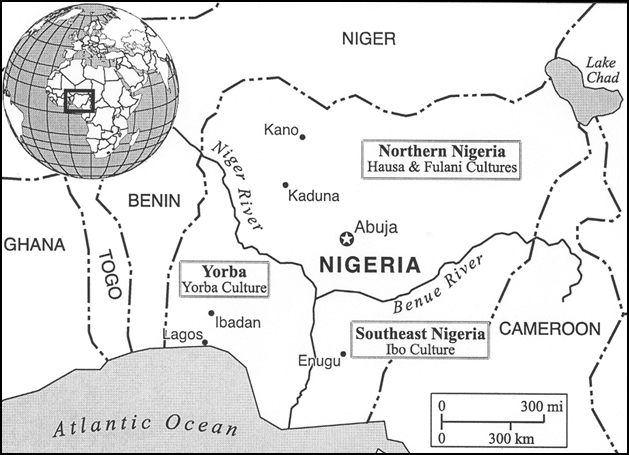 NIGER
Lake
Chad
Kano
Niger River
Northern Nigeria
Hausa & Fulani Cultures
Kaduna
BENIN
Abuja
GHANA
TOGO
NIGERIA
Yorba
Yorba Culture
Benue River
Ibadan
Lagos
Southeast Nigeria
Ibo Culture
Enugu
CAMEROON
Atlantic Ocean
0 300 mi
0 300 km